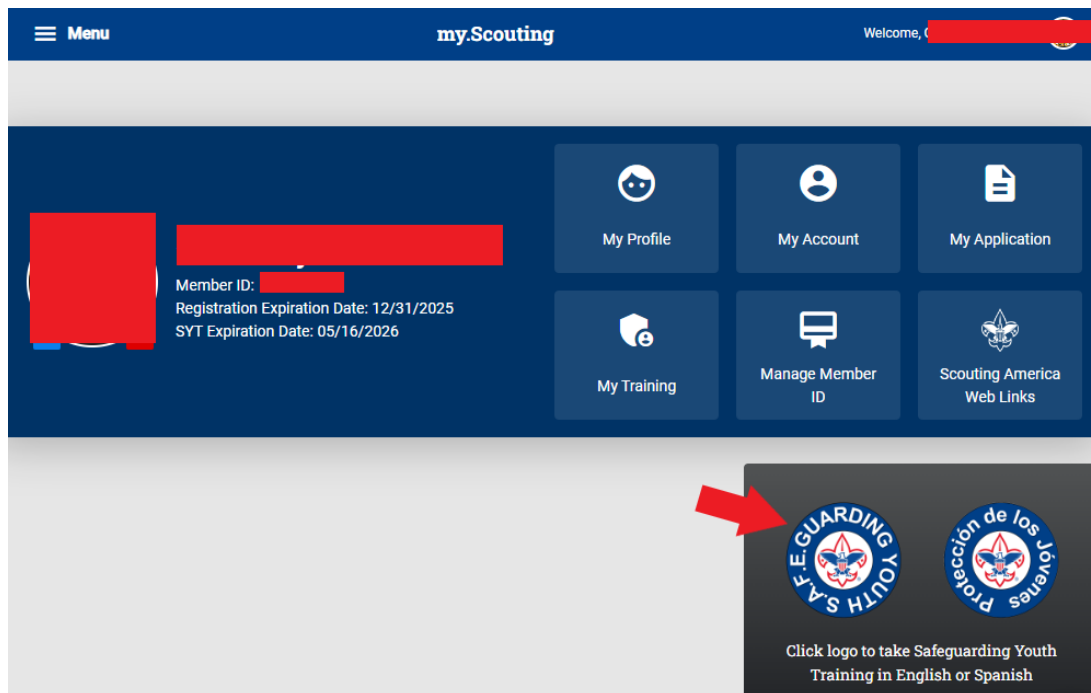 Menu
my.Scouting
Welcome,
Member ID:
Registration Expiration Date: 12/31/2025
SYT Expiration Date: 05/16/2026
My Profile
My Account
My Application
My Training
Manage Member
ID
Scouting America
Web Links
S.A.F.E.GUARDING YOUTH
Protección de los Jóvenes
Click logo to take Safeguarding Youth
Training in English or Spanish